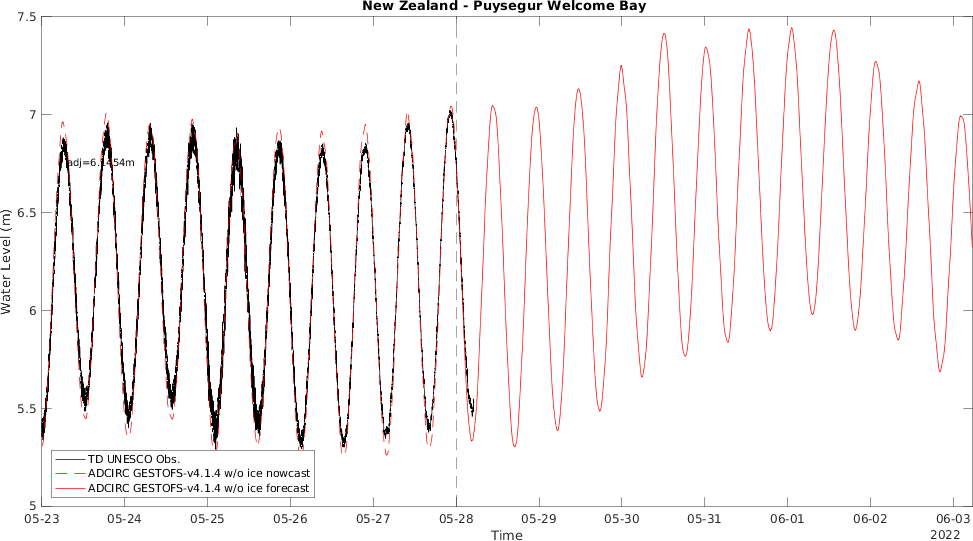 New Zealand - Puysegur Welcome Bay
7.5
7
6.5
6
5.5
5
Water Level (m)
TD UNESCO Obs.
ADCIRC GESTOFS-v4.1.4 w/o ice nowcast
ADCIRC GESTOFS-v4.1.4 w/o ice forecast
05-23 05-24 05-25 05-26 05-27 05-28 05-29 05-30 05-31 06-01 06-02 06-03
Time
2022